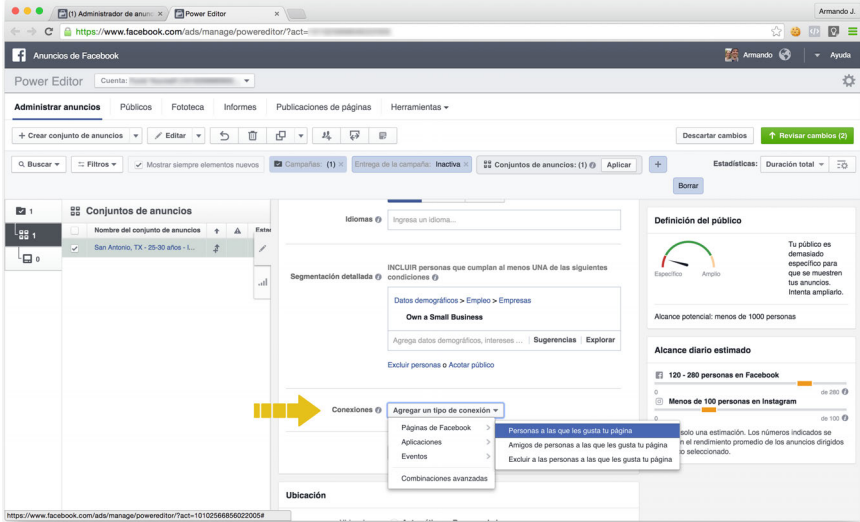 (1) Administrador de anunc
Power Editor
Armando J.
https://www.facebook.com/ads/manage/powereditor/?act=
Anuncios de Facebook
Armando
Ayuda
Power Editor
Cuenta:
Administrar anuncios
Públicos
Fototeca
Informes
Publicaciones de páginas
Herramientas
+ Crear conjunto de anuncios
Editar
Descartar cambios
Revisar cambios (2)
Buscar
Filtros
Mostrar siempre elementos nuevos
Campañas: (1) ×
Entrega de la campaña: Inactiva ×
Conjuntos de anuncios: (1)
Aplicar
+
Estadísticas:
Duración total
Borrar
1
1
0
Conjuntos de anuncios
Nombre del conjunto de anuncios
Estad
San Antonio, TX - 25-30 años - I...
Idiomas
Ingresa un idioma...
Segmentación detallada
INCLUIR personas que cumplan al menos UNA de las siguientes
condiciones
Datos demográficos > Empleo > Empresas
Own a Small Business
Agrega datos demográficos, intereses ...
Sugerencias
Explorar
Excluir personas o Acotar público
Conexiones
Agregar un tipo de conexión
Páginas de Facebook
Aplicaciones
Eventos
Combinaciones avanzadas
Personas a las que les gusta tu página
Amigos de personas a las que les gusta tu página
Excluir a las personas a las que les gusta tu página
Ubicación
Definición del público
Específico
Amplio
Tu público es
demasiado
específico para
que se muestren
tus anuncios.
Intenta ampliarlo.
Alcance potencial: menos de 1000 personas
Alcance diario estimado
120 - 280 personas en Facebook
0
de 280
Menos de 100 personas en Instagram
0
de 100
solo una estimación. Los números indicados se
n el rendimiento promedio de los anuncios dirigidos
o seleccionado.
https://www.facebook.com/ads/manage/powereditor/?act=10102566856022005#